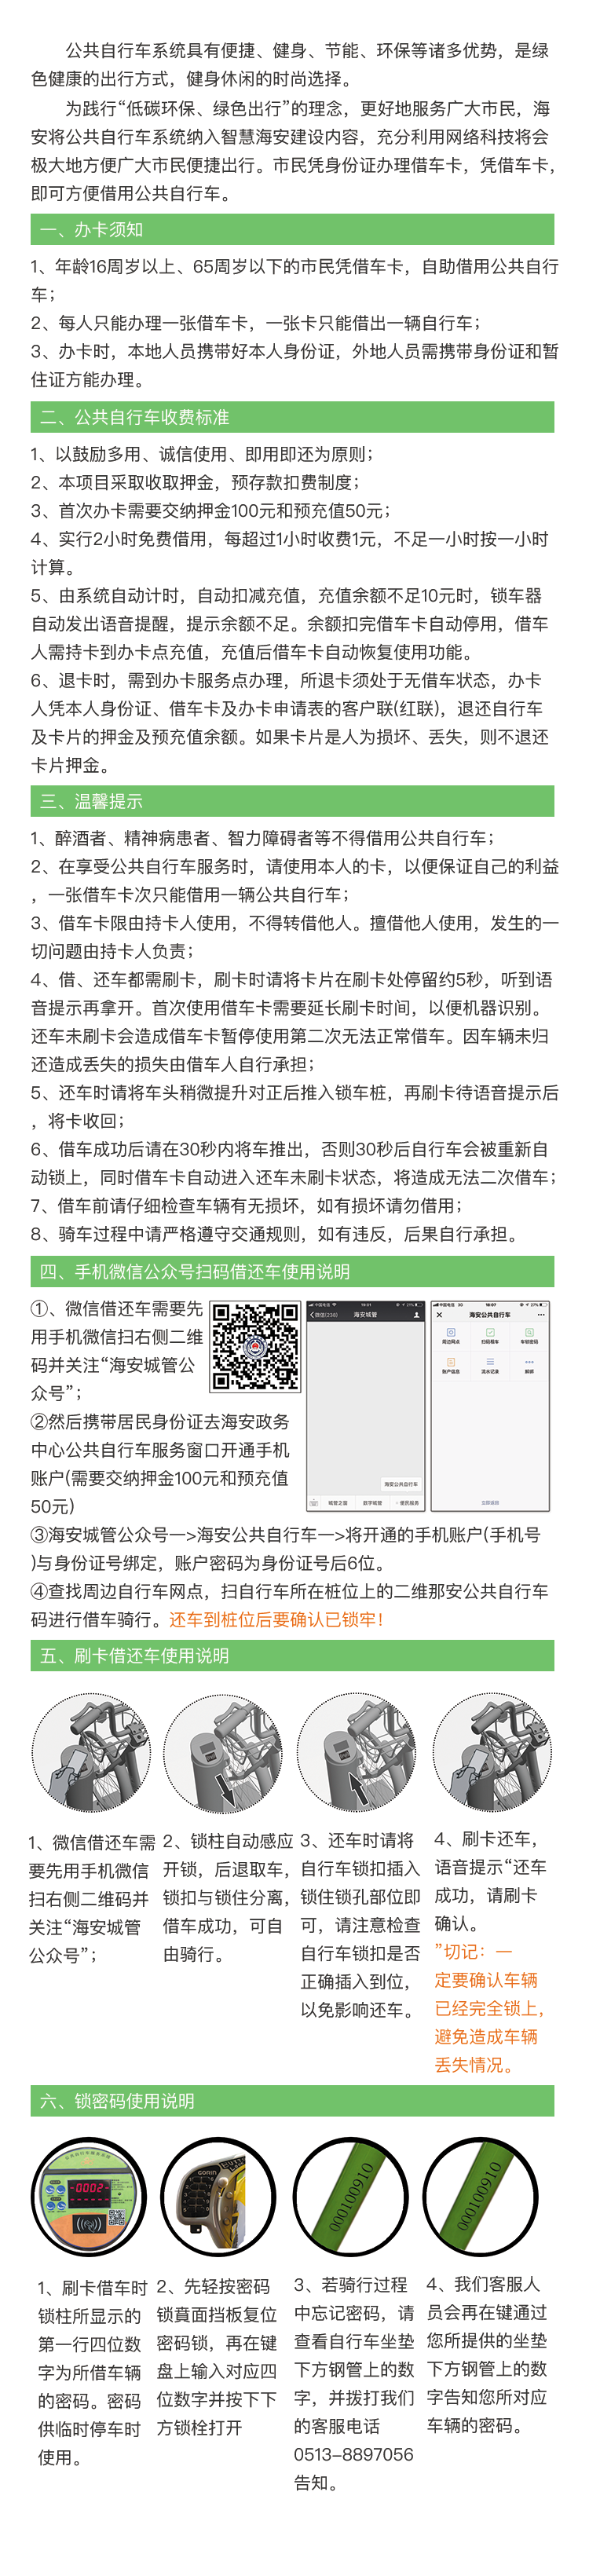 公共自行车系统具有便捷、健身、节能、环保等诸多优势，是绿
色健康的出行方式，健身休闲的时尚选择。
为践行“低碳环保、绿色出行”的理念，更好地服务广大市民，海
安将公共自行车系统纳入智慧海安建设内容，充分利用网络科技将会
极大地方便广大市民便捷出行。市民凭身份证办理借车卡，凭借车卡，
即可方便借用公共自行车。
一、办卡须知
1、年龄16周岁以上、65周岁以下的市民凭借车卡，自助借用公共自行
车；
2、每人只能办理一张借车卡，一张卡只能借出一辆自行车；
3、办卡时，本地人员携带好本人身份证，外地人员需携带身份证和暂
住证方能办理。
二、公共自行车收费标准
1、以鼓励多用、诚信使用、即用即还为原则；
2、本项目采取收取押金，预存款扣费制度；
3、首次办卡需要交纳押金100元和预充值50元；
4、实行2小时免费借用，每超过1小时收费1元，不足一小时按一小时
计算。
5、由系统自动计时，自动扣减充值，充值余额不足10元时，锁车器
自动发出语音提醒，提示余额不足。余额扣完借车卡自动停用，借车
人需持卡到办卡点充值，充值后借车卡自动恢复使用功能。
6、退卡时，需到办卡服务点办理，所退卡须处于无借车状态，办卡
人凭本人身份证、借车卡及办卡申请表的客户联(红联)，退还自行车
及卡片的押金及预充值余额。如果卡片是人为损坏、丢失，则不退还
卡片押金。
三、温馨提示
1、醉酒者、精神病患者、智力障碍者等不得借用公共自行车；
2、在享受公共自行车服务时，请使用本人的卡，以便保证自己的利益
，一张借车卡次只能借用一辆公共自行车；
3、借车卡限由持卡人使用，不得转借他人。擅借他人使用，发生的一
切问题由持卡人负责；
4、借、还车都需刷卡，刷卡时请将卡片在刷卡处停留约5秒，听到语
音提示再拿开。首次使用借车卡需要延长刷卡时间，以便机器识别。
还车未刷卡会造成借车卡暂停使用第二次无法正常借车。因车辆未归
还造成丢失的损失由借车人自行承担；
5、还车时请将车头稍微提升对正后推入锁车桩，再刷卡待语音提示后
，将卡收回；
6、借车成功后请在30秒内将车推出，否则30秒后自行车会被重新自
动锁上，同时借车卡自动进入还车未刷卡状态，将造成无法二次借车；
7、借车前请仔细检查车辆有无损坏，如有损坏请勿借用；
8、骑车过程中请严格遵守交通规则，如有违反，后果自行承担。
四、手机微信公众号扫码借还车使用说明
①、微信借还车需要先
用手机微信扫右侧二维
码并关注“海安城管公
众号”；
②然后携带居民身份证去海安政务
中心公共自行车服务窗口开通手机
账户(需要交纳押金100元和预充值
50元)
微信(238)
海安城管
海安公共自行车
城管之窗
数字城管
便民服务
海安公共自行车
周边网点
扫码租车
车锁密码
账户信息
流水记录
解绑
立即返回
③海安城管公众号一>海安公共自行车一>将开通的手机账户(手机号
)与身份证号绑定，账户密码为身份证号后6位。
④查找周边自行车网点，扫自行车所在桩位上的二维那安公共自行车
码进行借车骑行。还车到桩位后要确认已锁牢！
五、刷卡借还车使用说明
1、微信借还车需
要先用手机微信
扫右侧二维码并
关注“海安城管
公众号”；
2、锁柱自动感应
开锁，后退取车，
锁扣与锁住分离，
借车成功，可自
由骑行。
3、还车时请将
自行车锁扣插入
锁住锁孔部位即
可，请注意检查
自行车锁扣是否
正确插入到位，
以免影响还车。
4、刷卡还车，
语音提示“还车
成功，请刷卡
确认。
”切记：一
定要确认车辆
已经完全锁上，
避免造成车辆
丢失情况。
六、锁密码使用说明
-0002-
000100910
000100910
1、刷卡借车时
锁柱所显示的
第一行四位数
字为所借车辆
的密码。密码
供临时停车时
使用。
2、先轻按密码
锁賁面挡板复位
密码锁，再在键
盘上输入对应四
位数字并按下下
方锁栓打开
3、若骑行过程
中忘记密码，请
查看自行车坐垫
下方钢管上的数
字，并拨打我们
的客服电话
0513-8897056
告知。
4、我们客服人
员会再在键通过
您所提供的坐垫
下方钢管上的数
字告知您所对应
车辆的密码。